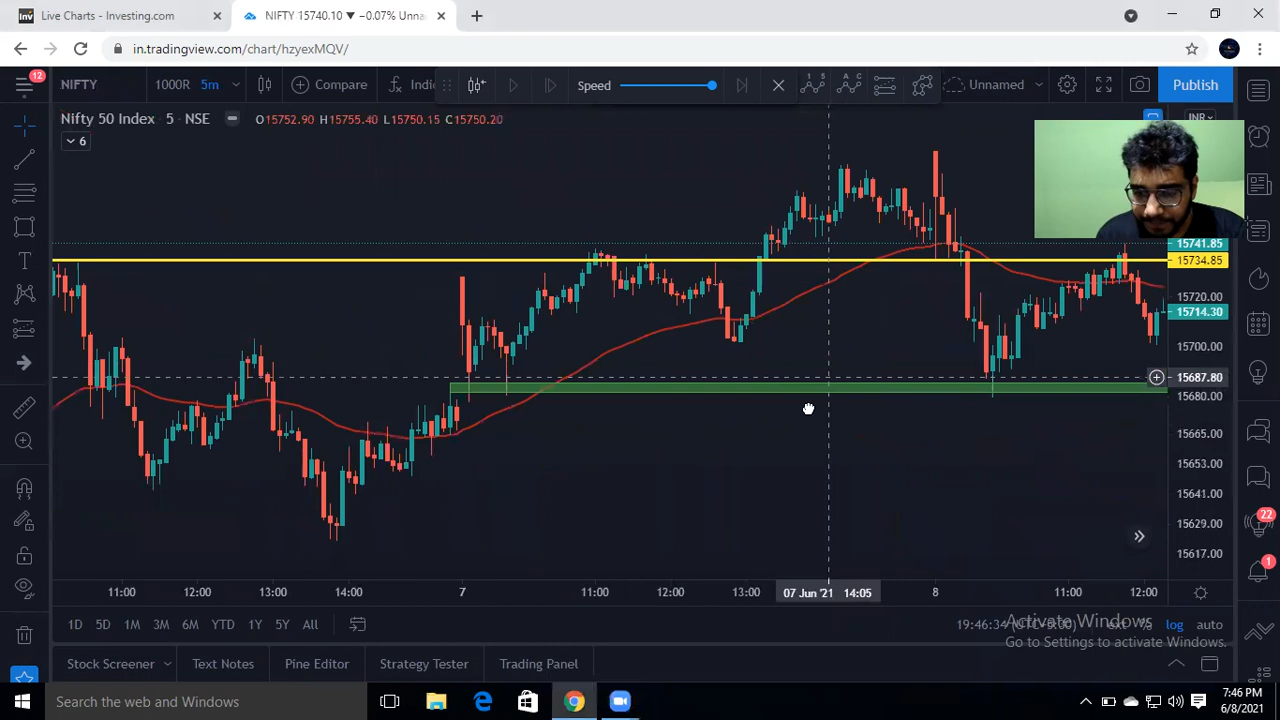 Live Charts - Investing.com
NIFTY 15740.10 ▼ −0.07% Unna
in.tradingview.com/chart/hzyexMQV/
12
NIFTY
1000R
5m
Compare
Indi
Speed
Unnamed
Publish
Nifty 50 Index · 5 · NSE
O15752.90 H15755.40 L15750.15 C15750.20
INR
6
15741.85
15734.85
15720.00
15714.30
15700.00
15687.80
15680.00
15665.00
15653.00
15641.00
15629.00
15617.00
22
1
11:00 12:00 13:00 14:00 7 11:00 12:00 13:00 07 Jun '21 14:05 8 11:00 12:00
1D 5D 1M 3M 6M YTD 1Y 5Y All
log auto
Activate Windows
Go to Settings to activate Windows.
Stock Screener Text Notes Pine Editor Strategy Tester Trading Panel
Search the web and Windows
7:46 PM
6/8/2021